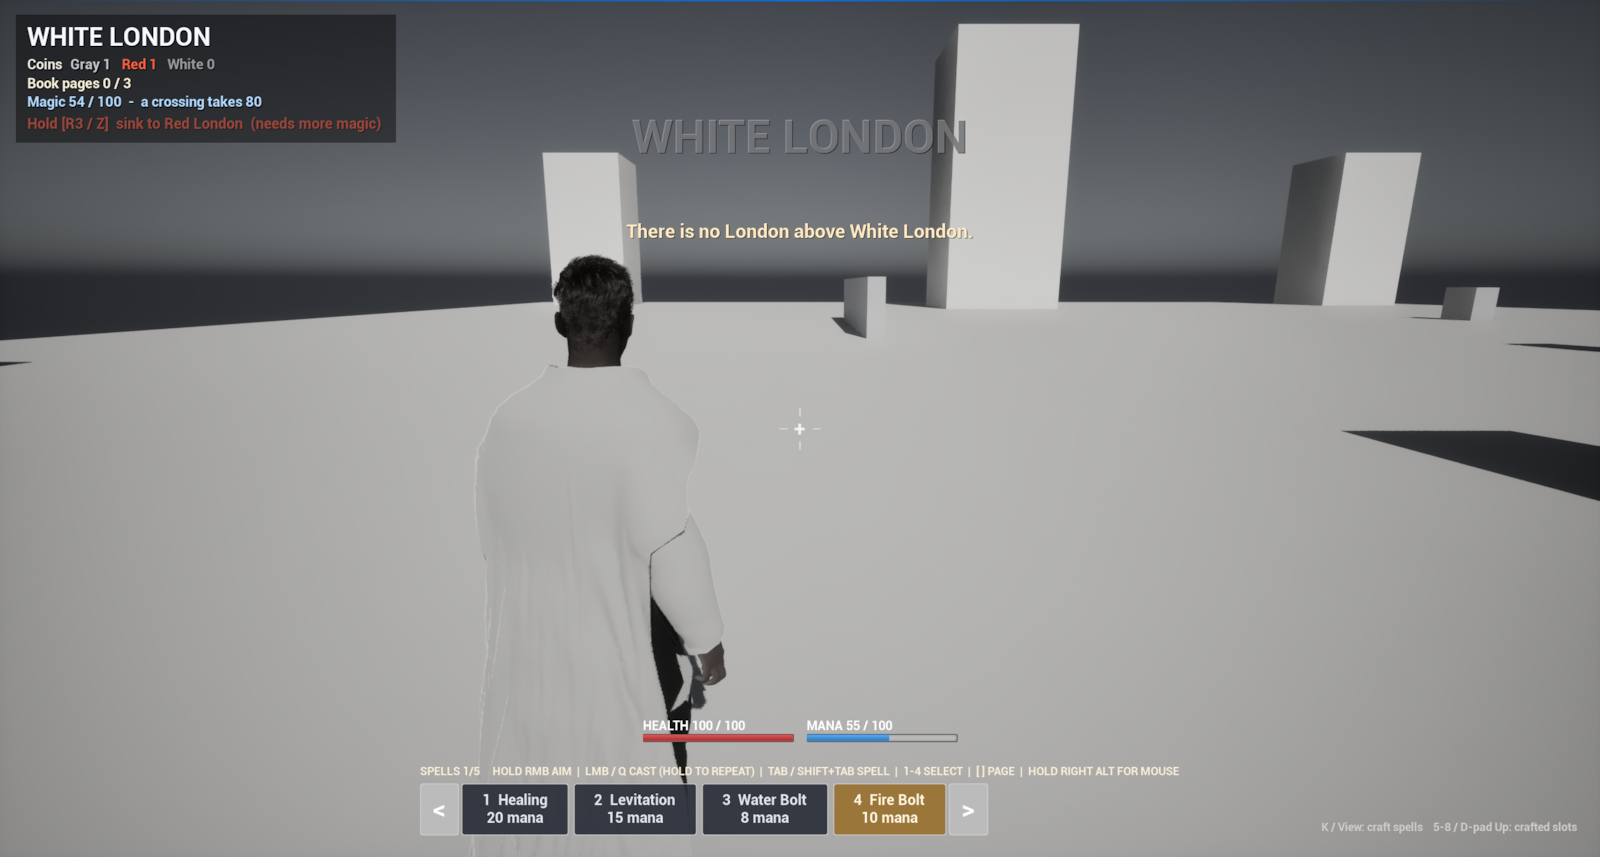 WHITE LONDON
Coins Gray 1 Red 1 White 0
Book pages 0 / 3
Magic 54 / 100 - a crossing takes 80
Hold [R3 / Z] sink to Red London (needs more magic)
WHITE LONDON
There is no London above White London.
HEALTH 100 / 100 MANA 55 / 100
SPELLS 1/5 HOLD RMB AIM | LMB / Q CAST (HOLD TO REPEAT) | TAB / SHIFT+TAB SPELL | 1-4 SELECT | [ ] PAGE | HOLD RIGHT ALT FOR MOUSE
< 1 Healing 2 Levitation 3 Water Bolt 4 Fire Bolt >
20 mana 15 mana 8 mana 10 mana
K / View: craft spells 5-8 / D-pad Up: crafted slots